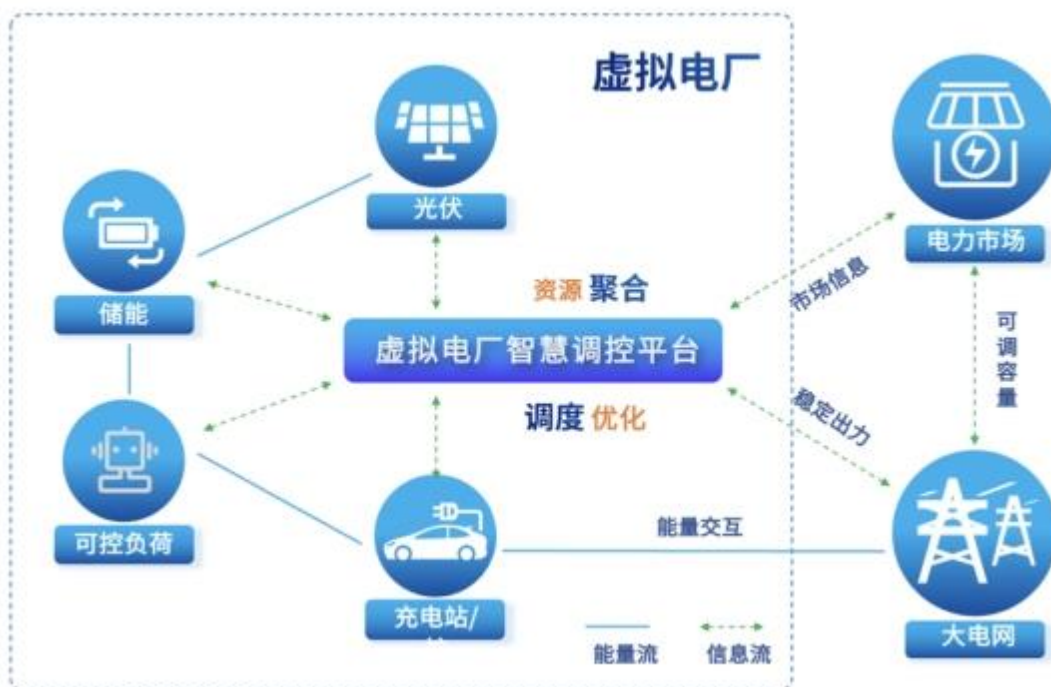 虚拟电厂
光伏
储能
电力市场
资源 聚合
市场信息
虚拟电厂智慧调控平台
可调容量
调度 优化
稳定出力
可控负荷
能量交互
充电站/
大电网
能量流
信息流